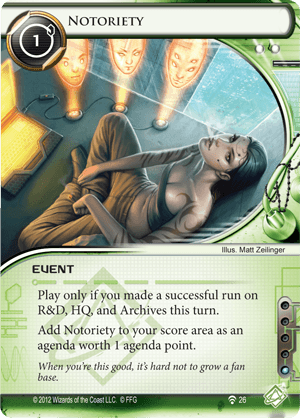 NOTORIETY
1
Illus. Matt Zeilinger
EVENT
Play only if you made a successful run on
R&D, HQ, and Archives this turn.
Add Notoriety to your score area as an
agenda worth 1 agenda point.
When you're this good, it's hard not to grow a fan
base.
© 2012 Wizards of the Coast LLC. © FFG 26